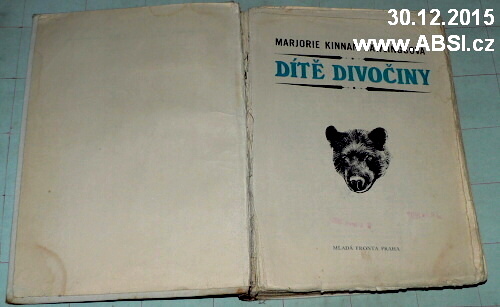 30.12.2015
www.ABSI.cz
MARJORIE KINNAN
DÍTĚ DIVOČINY
MLADÁ FRONTA PRAHA